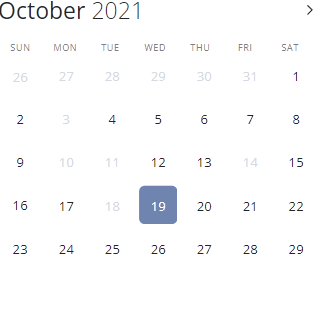 October 2021
SUN MON TUE WED THU FRI SAT
26 27 28 29 30 31 1
2 3 4 5 6 7 8
9 10 11 12 13 14 15
16 17 18 19 20 21 22
23 24 25 26 27 28 29